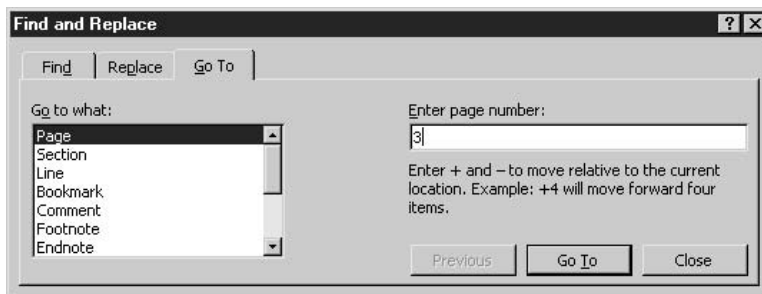 Find and Replace
Find
Replace
Go To
Go to what:
Page
Section
Line
Bookmark
Comment
Footnote
Endnote
Enter page number:
3
Enter + and – to move relative to the current
location. Example: +4 will move forward four
items.
Previous
Go To
Close